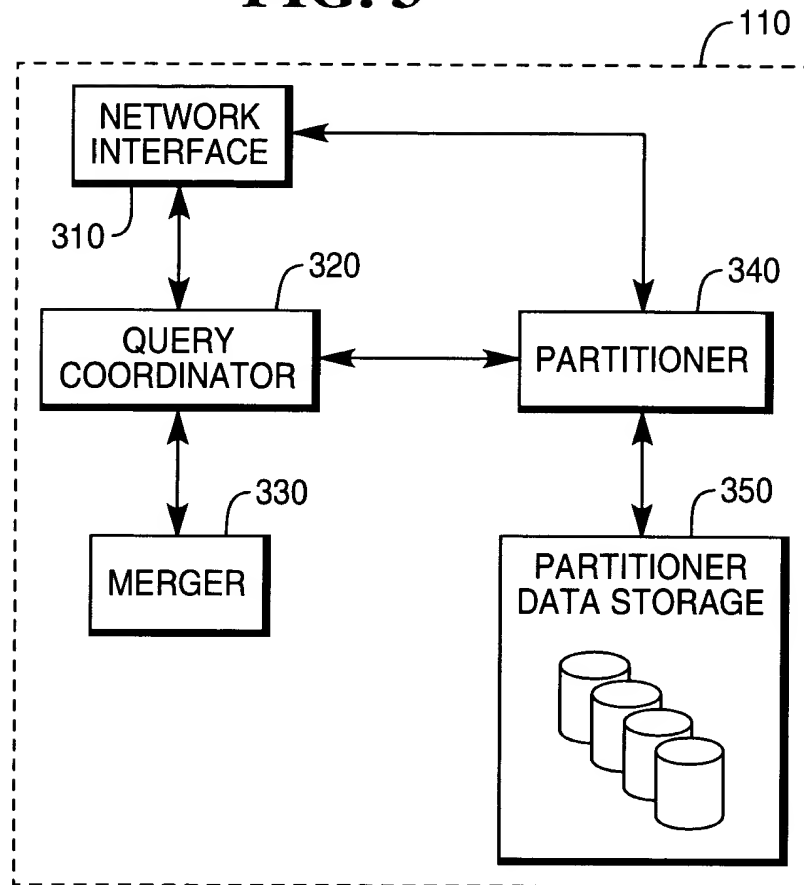 110
NETWORK
INTERFACE
310
320
340
QUERY
COORDINATOR
PARTITIONER
330
350
MERGER
PARTITIONER
DATA STORAGE